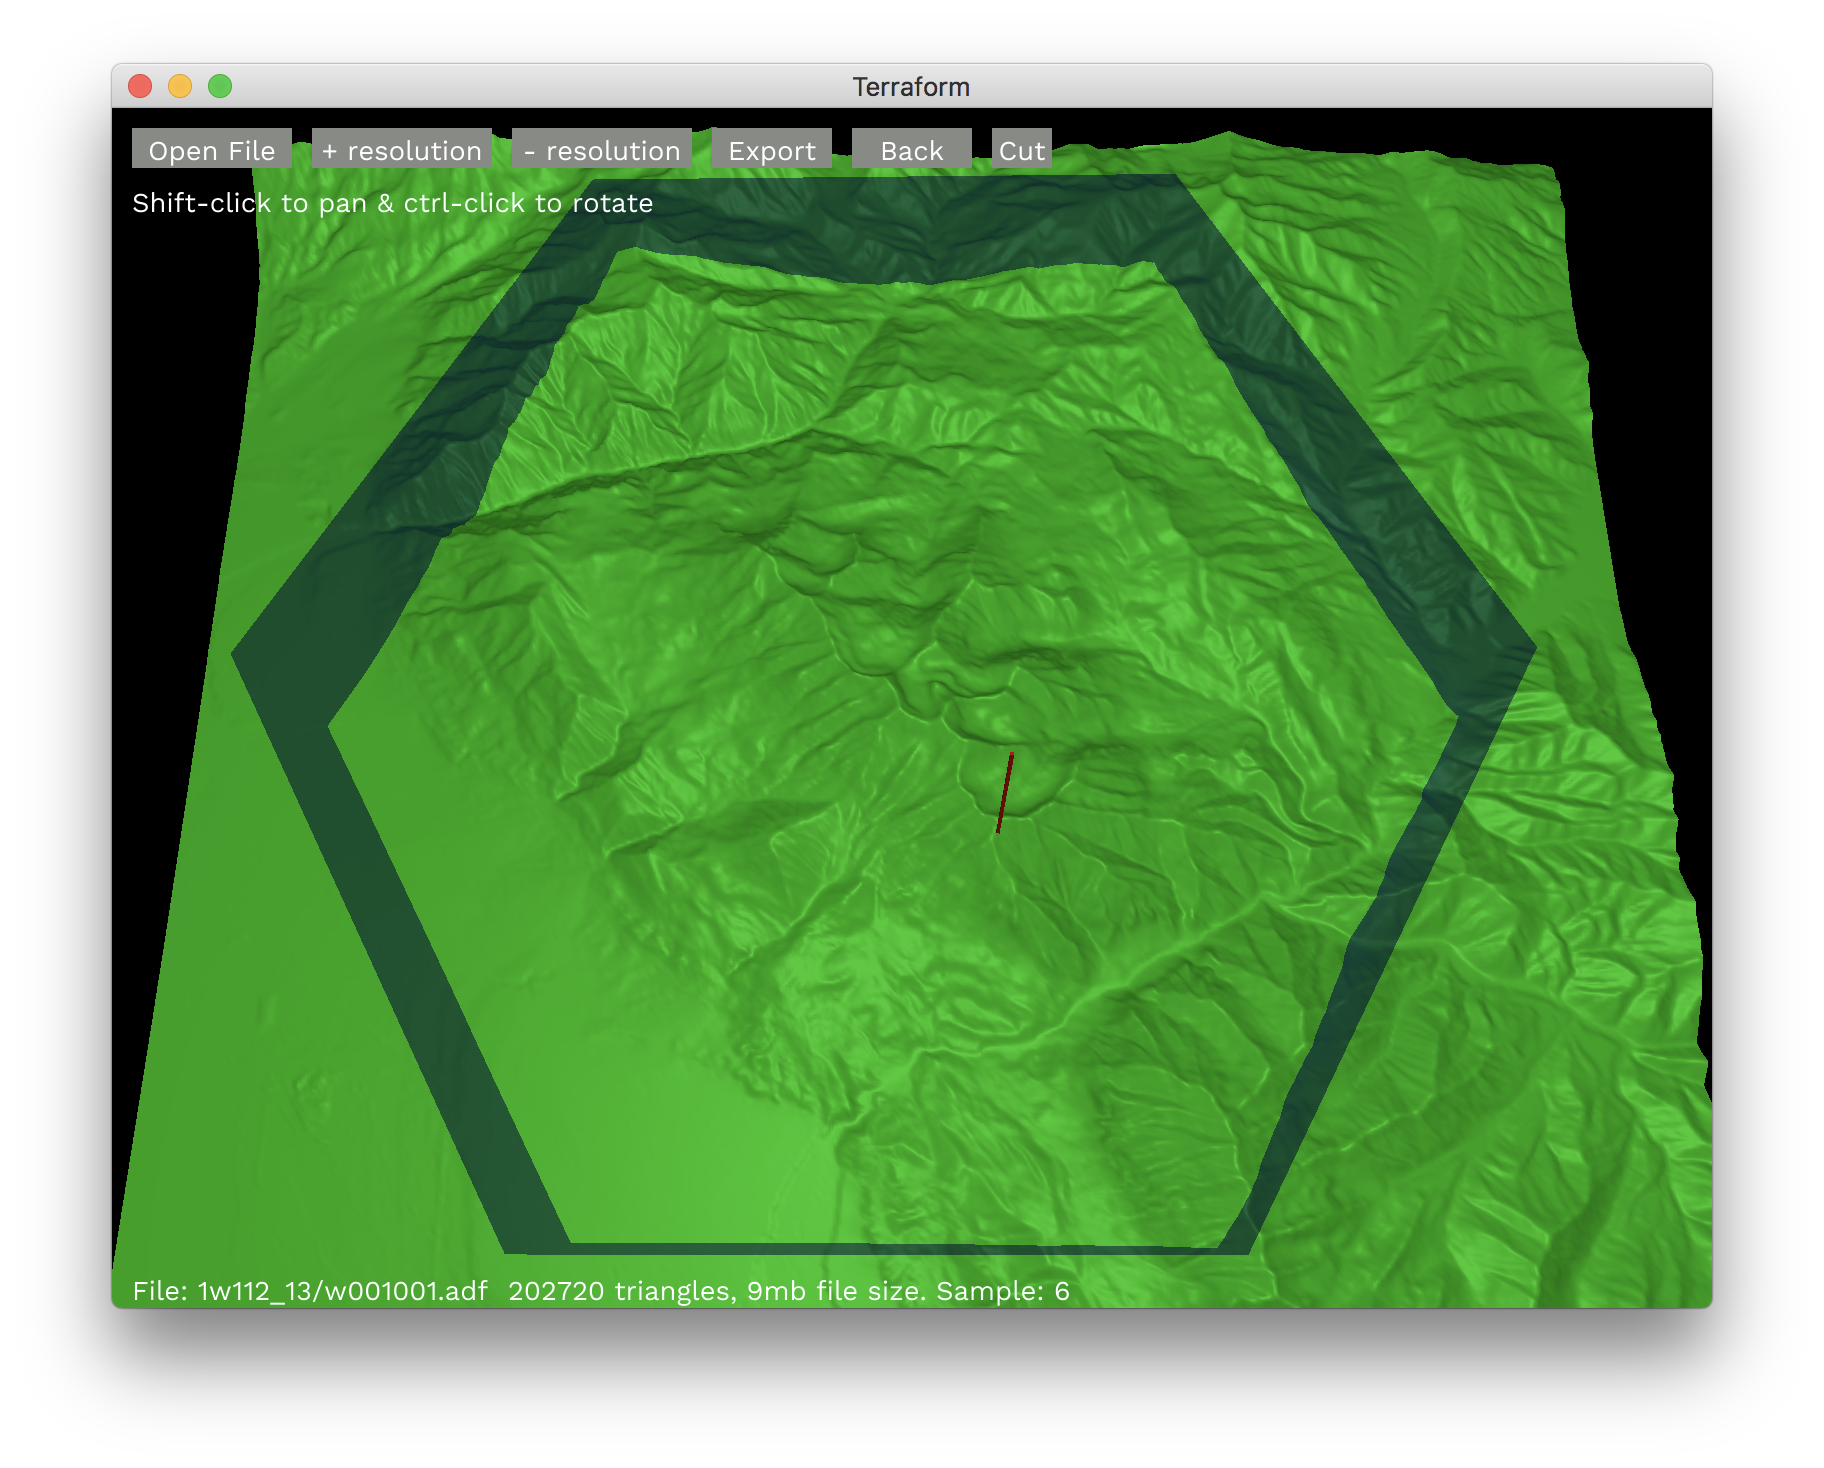 Terraform
Open File + resolution - resolution Export Back Cut
Shift-click to pan & ctrl-click to rotate
File: 1w112_13/w001001.adf 202720 triangles, 9mb file size. Sample: 6